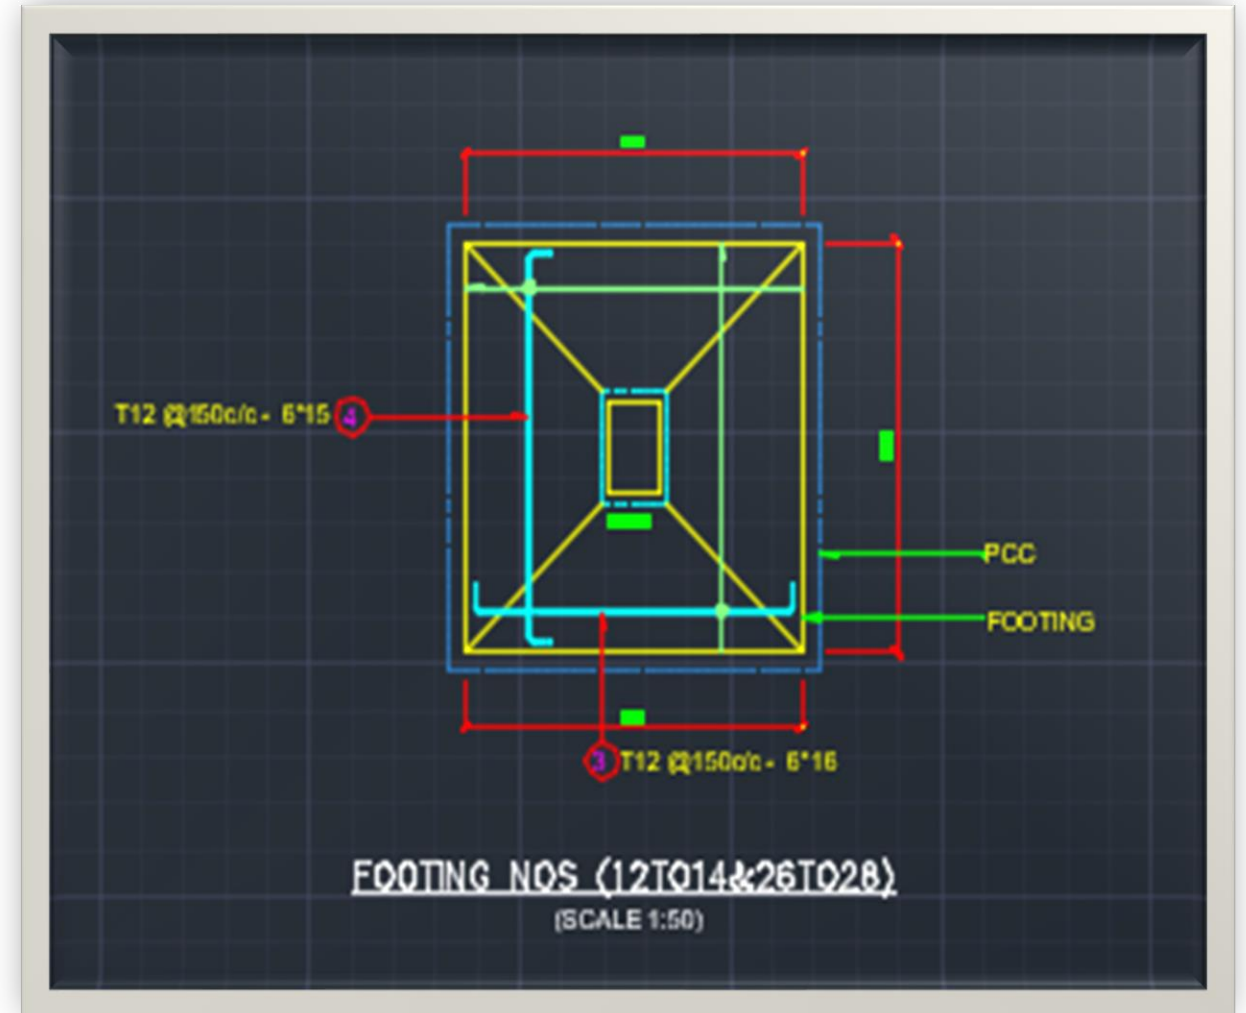 T12 @150c/c - 6*15 4
PCC
FOOTING
3 T12 @150c/c - 6*16
FOOTING NOS (12TO14&26TO28)
(SCALE 1:50)